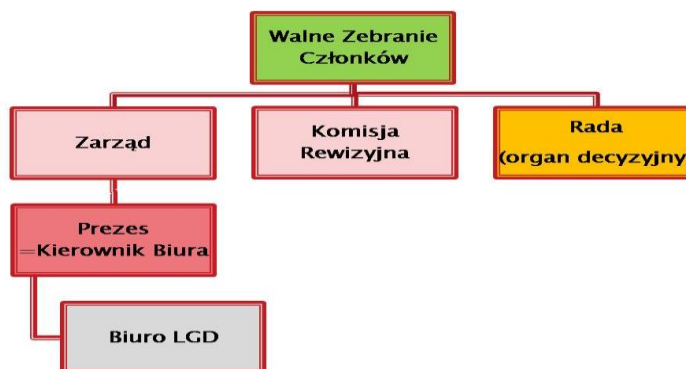 Walne Zebranie
Członków
Zarząd
Komisja
Rewizyjna
Rada
(organ decyzyjny
Prezes
=Kierownik Biura
Biuro LGD